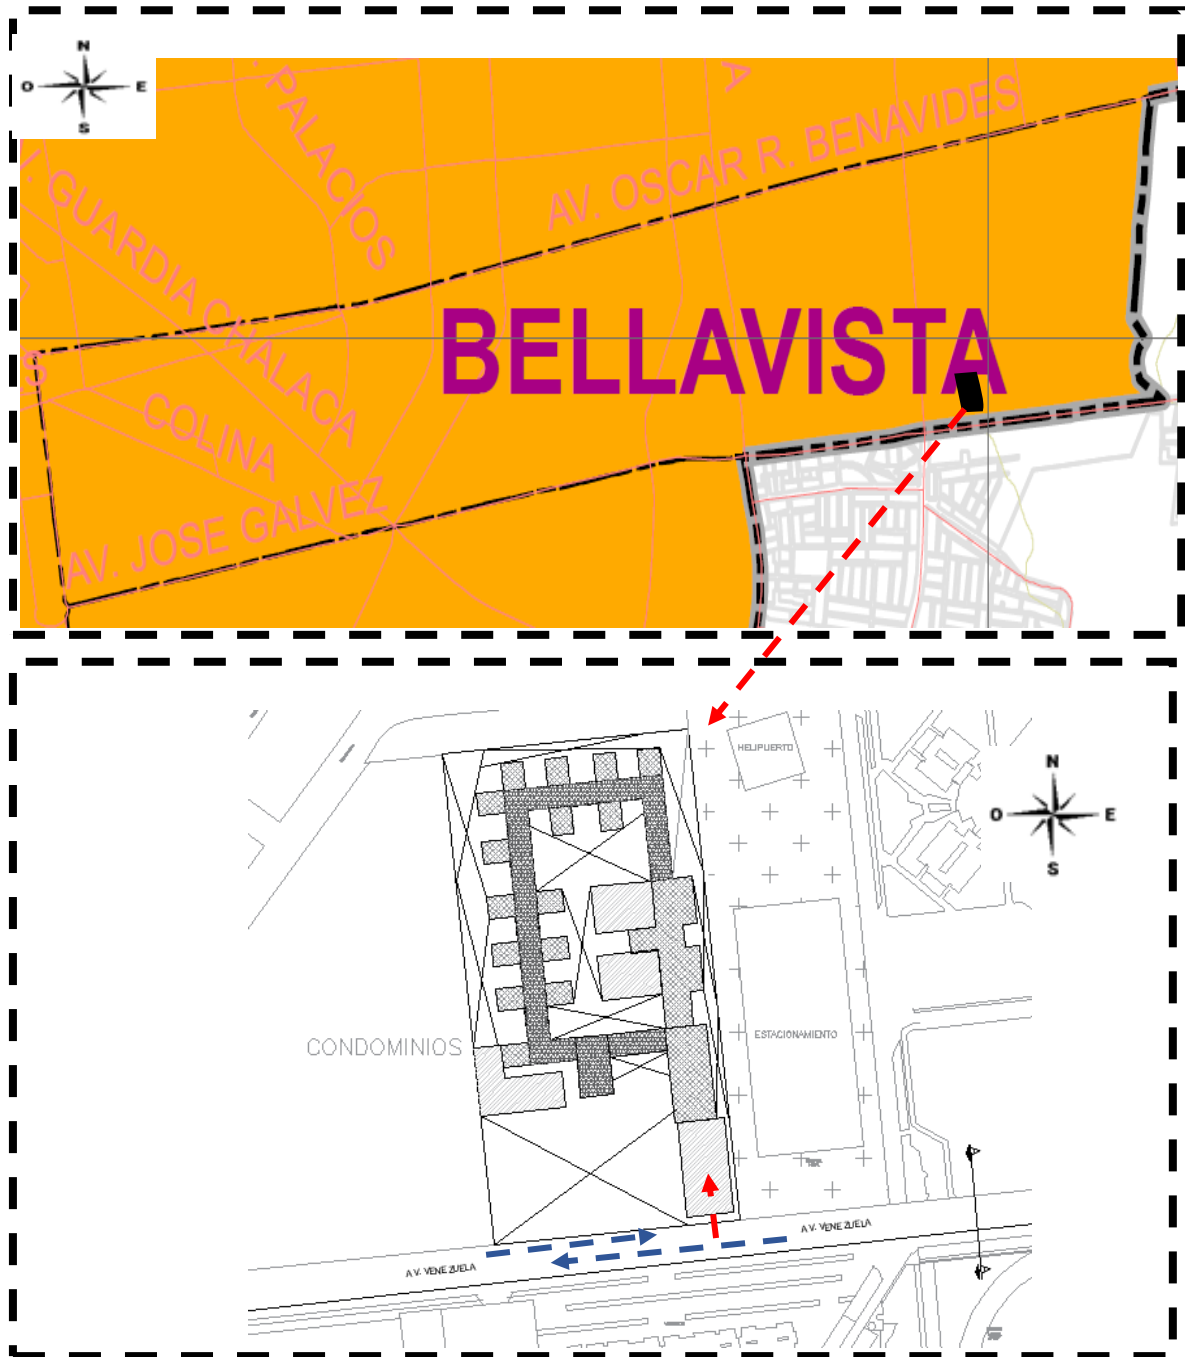 N
O E
S
. PALACIOS
A
AV. OSCAR R. BENAVIDES
. GUARDIA CHALACA
S
BELLAVISTA
COLINA
AV. JOSE GALVEZ
HELIPUERTO
N
O E
S
ESTACIONAMIENTO
CONDOMINIOS
AV. VENEZUELA
AV. VENEZUELA